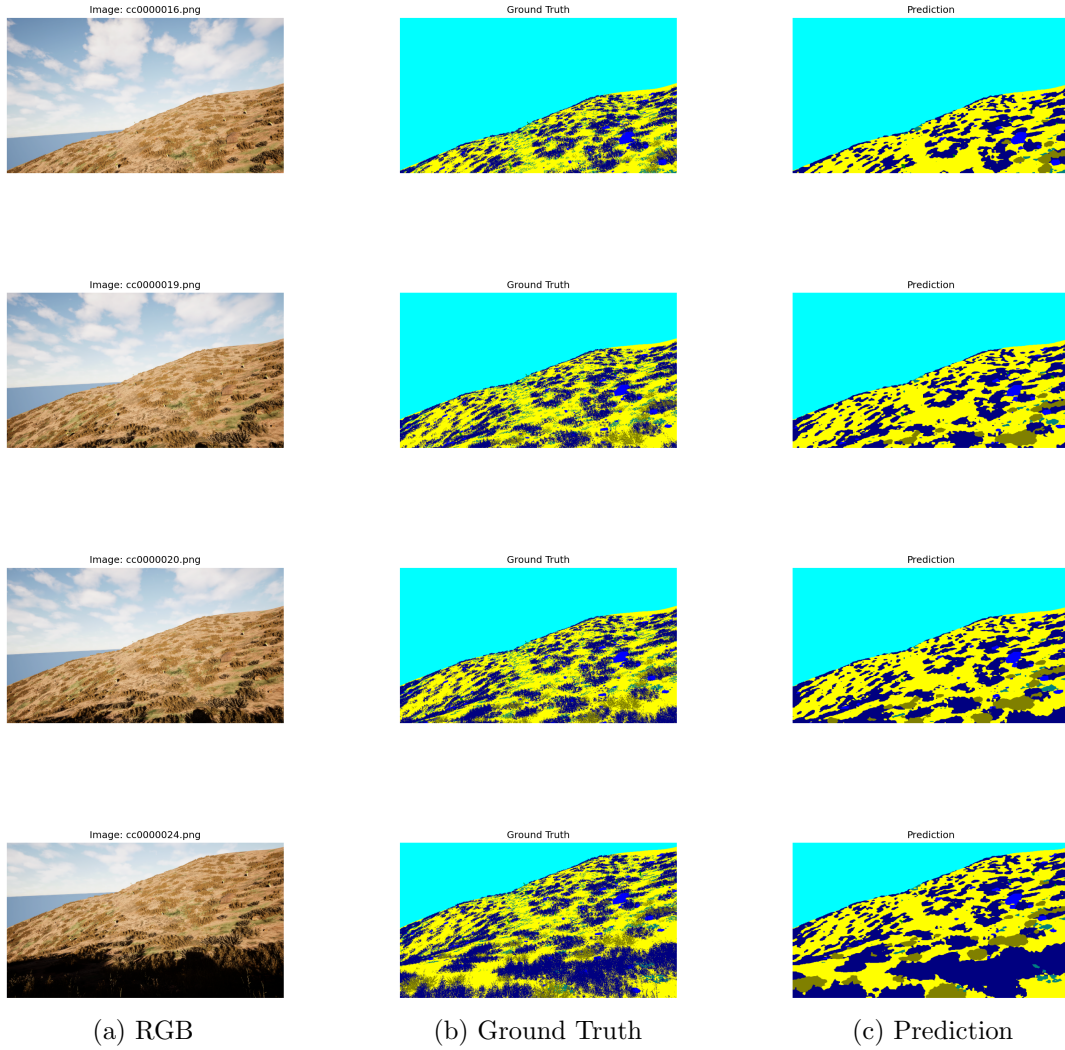 Image: cc0000016.png
Ground Truth
Prediction
Image: cc0000019.png
Ground Truth
Prediction
Image: cc0000020.png
Ground Truth
Prediction
Image: cc0000024.png
Ground Truth
Prediction
(a) RGB
(b) Ground Truth
(c) Prediction